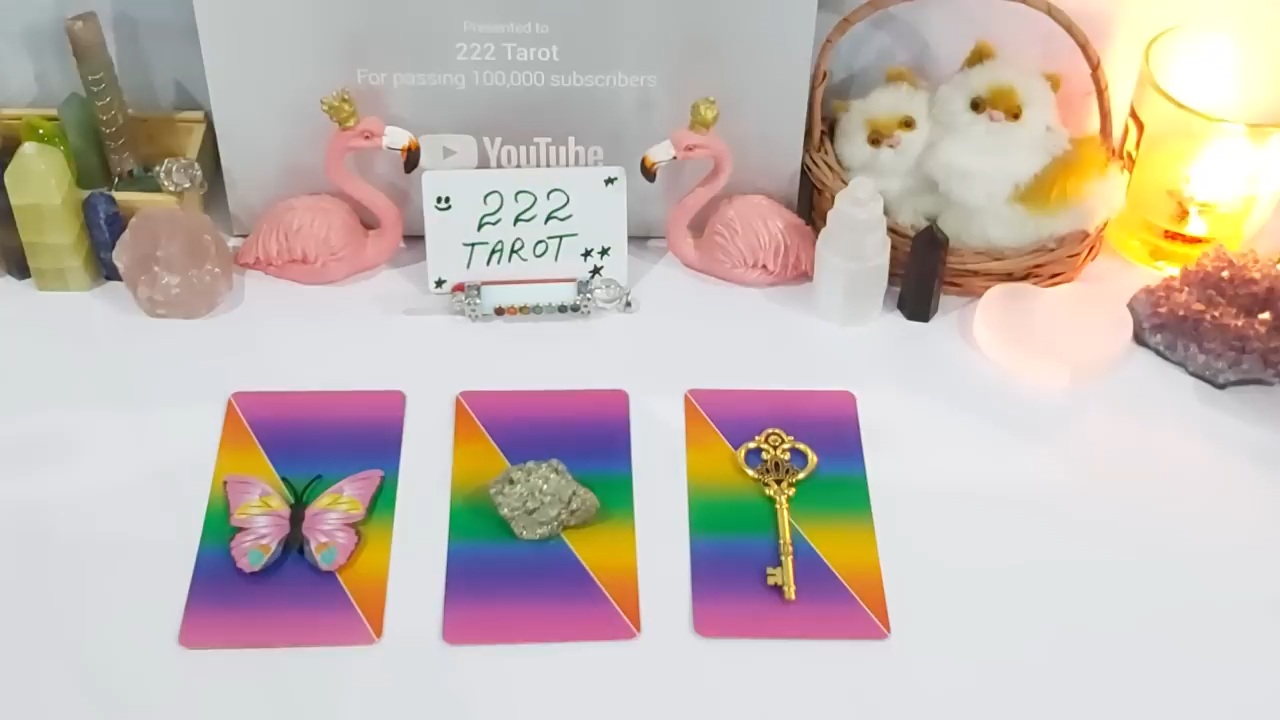 Presented to
222 Tarot
For passing 100,000 subscribers
YouTube
222
TAROT